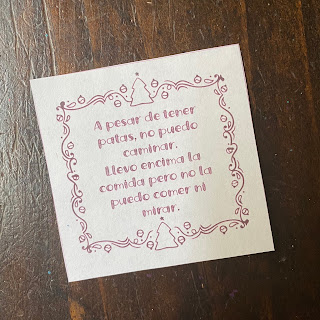 A pesar de tener
patas, no puedo
caminar.
Llevo encima la
comida pero no la
puedo comer ni
mirar.